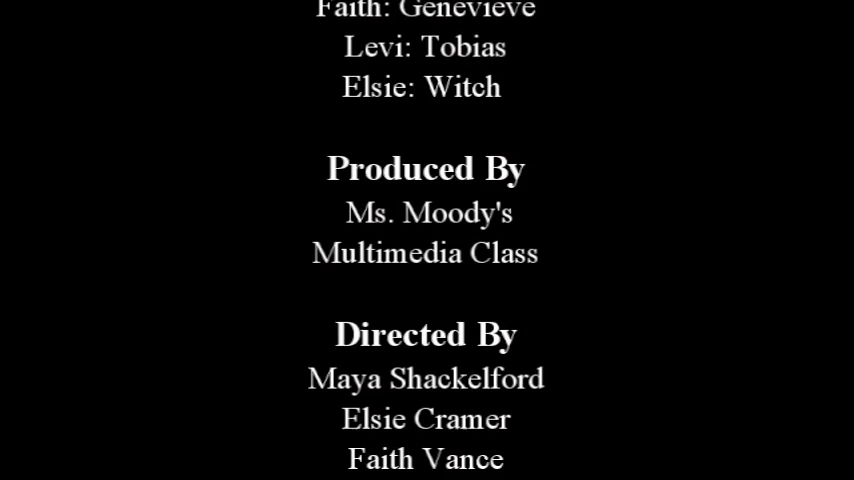 Faith: Genevieve
Levi: Tobias
Elsie: Witch
Produced By
Ms. Moody's
Multimedia Class
Directed By
Maya Shackelford
Elsie Cramer
Faith Vance